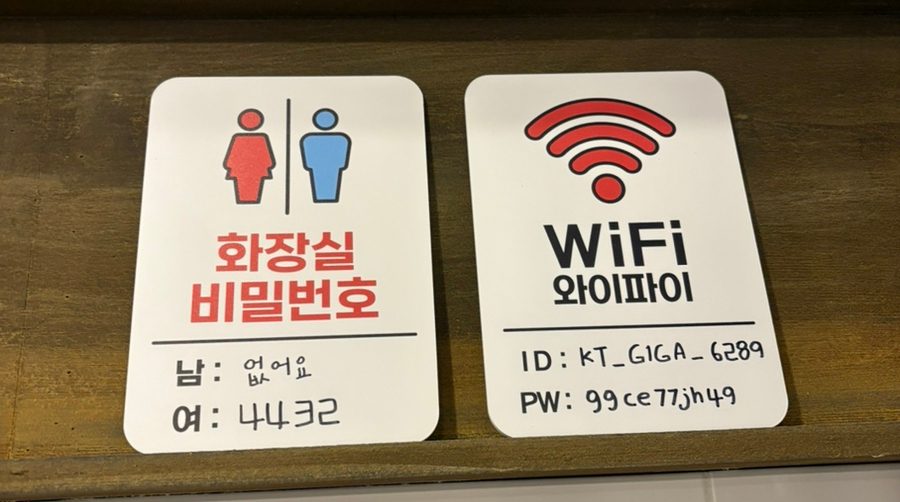 화장실
비밀번호
남: 없어요
여: 4432
WiFi
와이파이
ID: KT_GIGA_6289
PW: 99ce77jh49